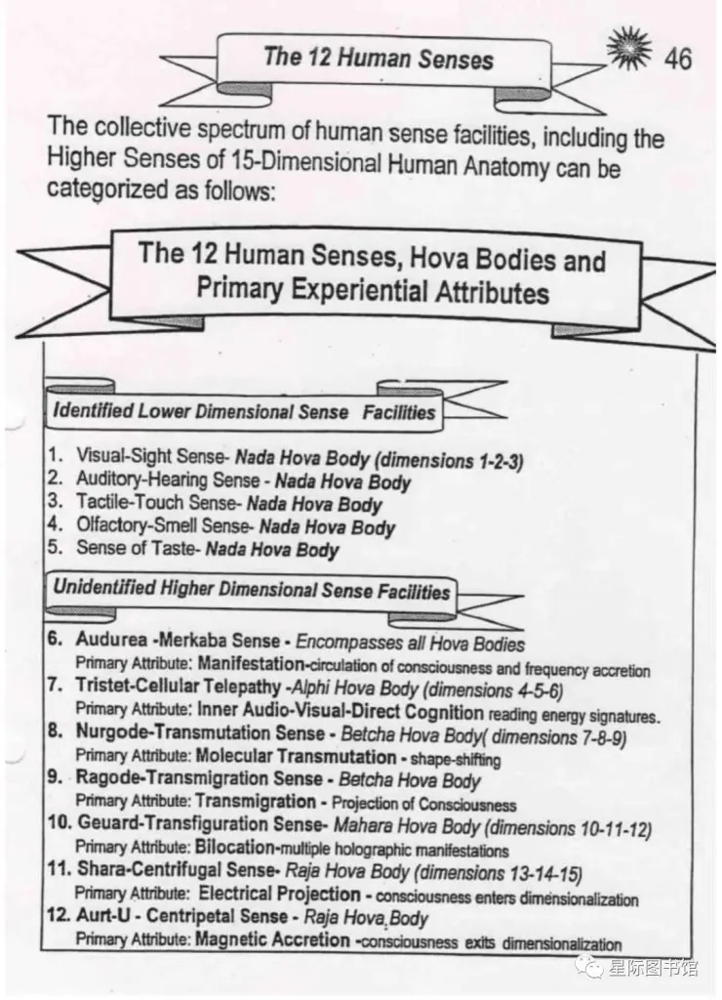 The 12 Human Senses
46
The collective spectrum of human sense facilities, including the
Higher Senses of 15-Dimensional Human Anatomy can be
categorized as follows:
The 12 Human Senses, Hova Bodies and
Primary Experiential Attributes
Identified Lower Dimensional Sense Facilities
1. Visual-Sight Sense- Nada Hova Body (dimensions 1-2-3)
2. Auditory-Hearing Sense - Nada Hova Body
3. Tactile-Touch Sense- Nada Hova Body
4. Olfactory-Smell Sense- Nada Hova Body
5. Sense of Taste- Nada Hova Body
Unidentified Higher Dimensional Sense Facilities
6. Audurea -Merkaba Sense - Encompasses all Hova Bodies
Primary Attribute: Manifestation-circulation of consciousness and frequency accretion
7. Tristet-Cellular Telepathy -Alphi Hova Body (dimensions 4-5-6)
Primary Attribute: Inner Audio-Visual-Direct Cognition reading energy signatures.
8. Nurgode-Transmutation Sense - Betcha Hova Body( dimensions 7-8-9)
Primary Attribute: Molecular Transmutation - shape-shifting
9. Ragode-Transmigration Sense - Betcha Hova Body
Primary Attribute: Transmigration - Projection of Consciousness
10. Geuard-Transfiguration Sense- Mahara Hova Body (dimensions 10-11-12)
Primary Attribute: Bilocation-multiple holographic manifestations
11. Shara-Centrifugal Sense- Raja Hova Body (dimensions 13-14-15)
Primary Attribute: Electrical Projection - consciousness enters dimensionalization
12. Aurt-U - Centripetal Sense - Raja Hova Body
Primary Attribute: Magnetic Accretion -consciousness exits dimensionalization
星际图书馆